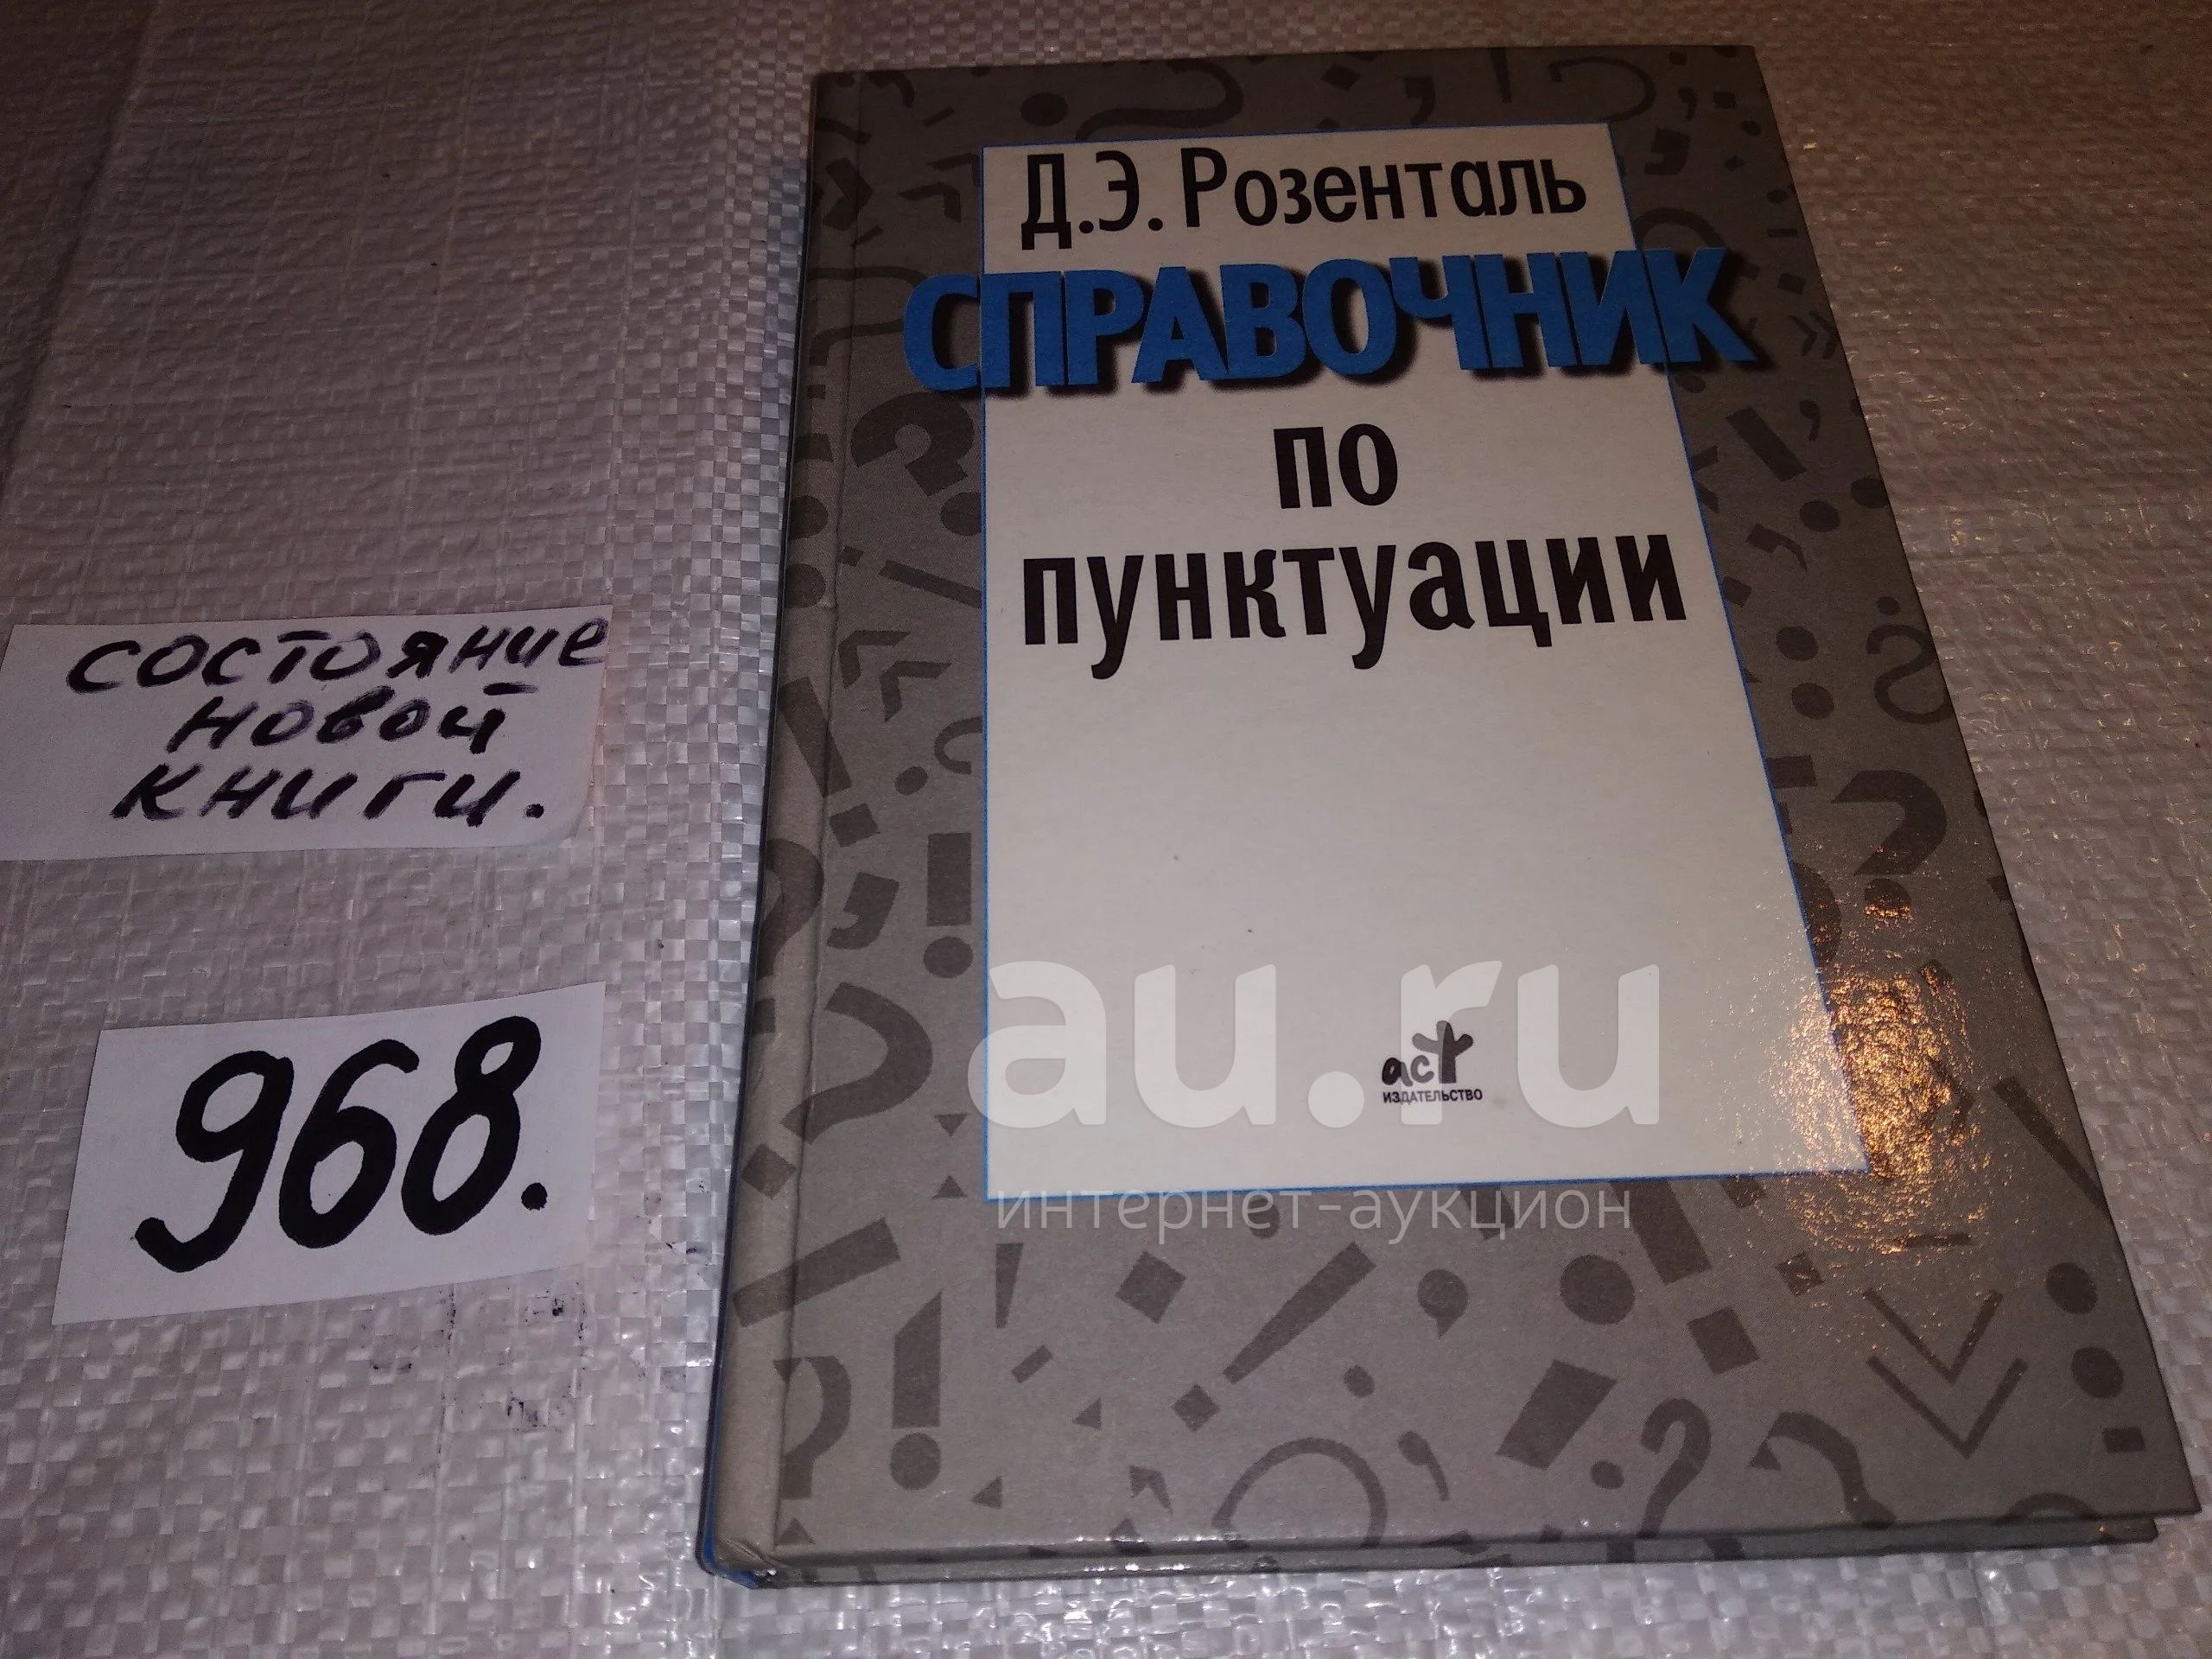 Д.Э. Розенталь
СПРАВОЧНИК
по
пунктуации
состояние
новой
книги.
968.
au.ru
аст
ИЗДАТЕЛЬСТВО
интернет-аукцион